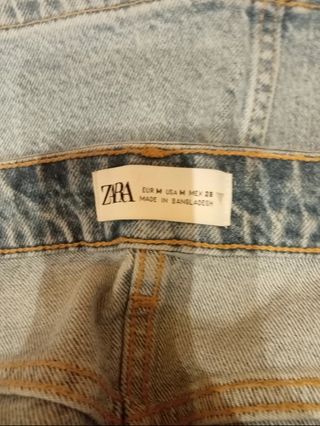 ZARA
EUR M USA M MEX 28
MADE IN BANGLADESH